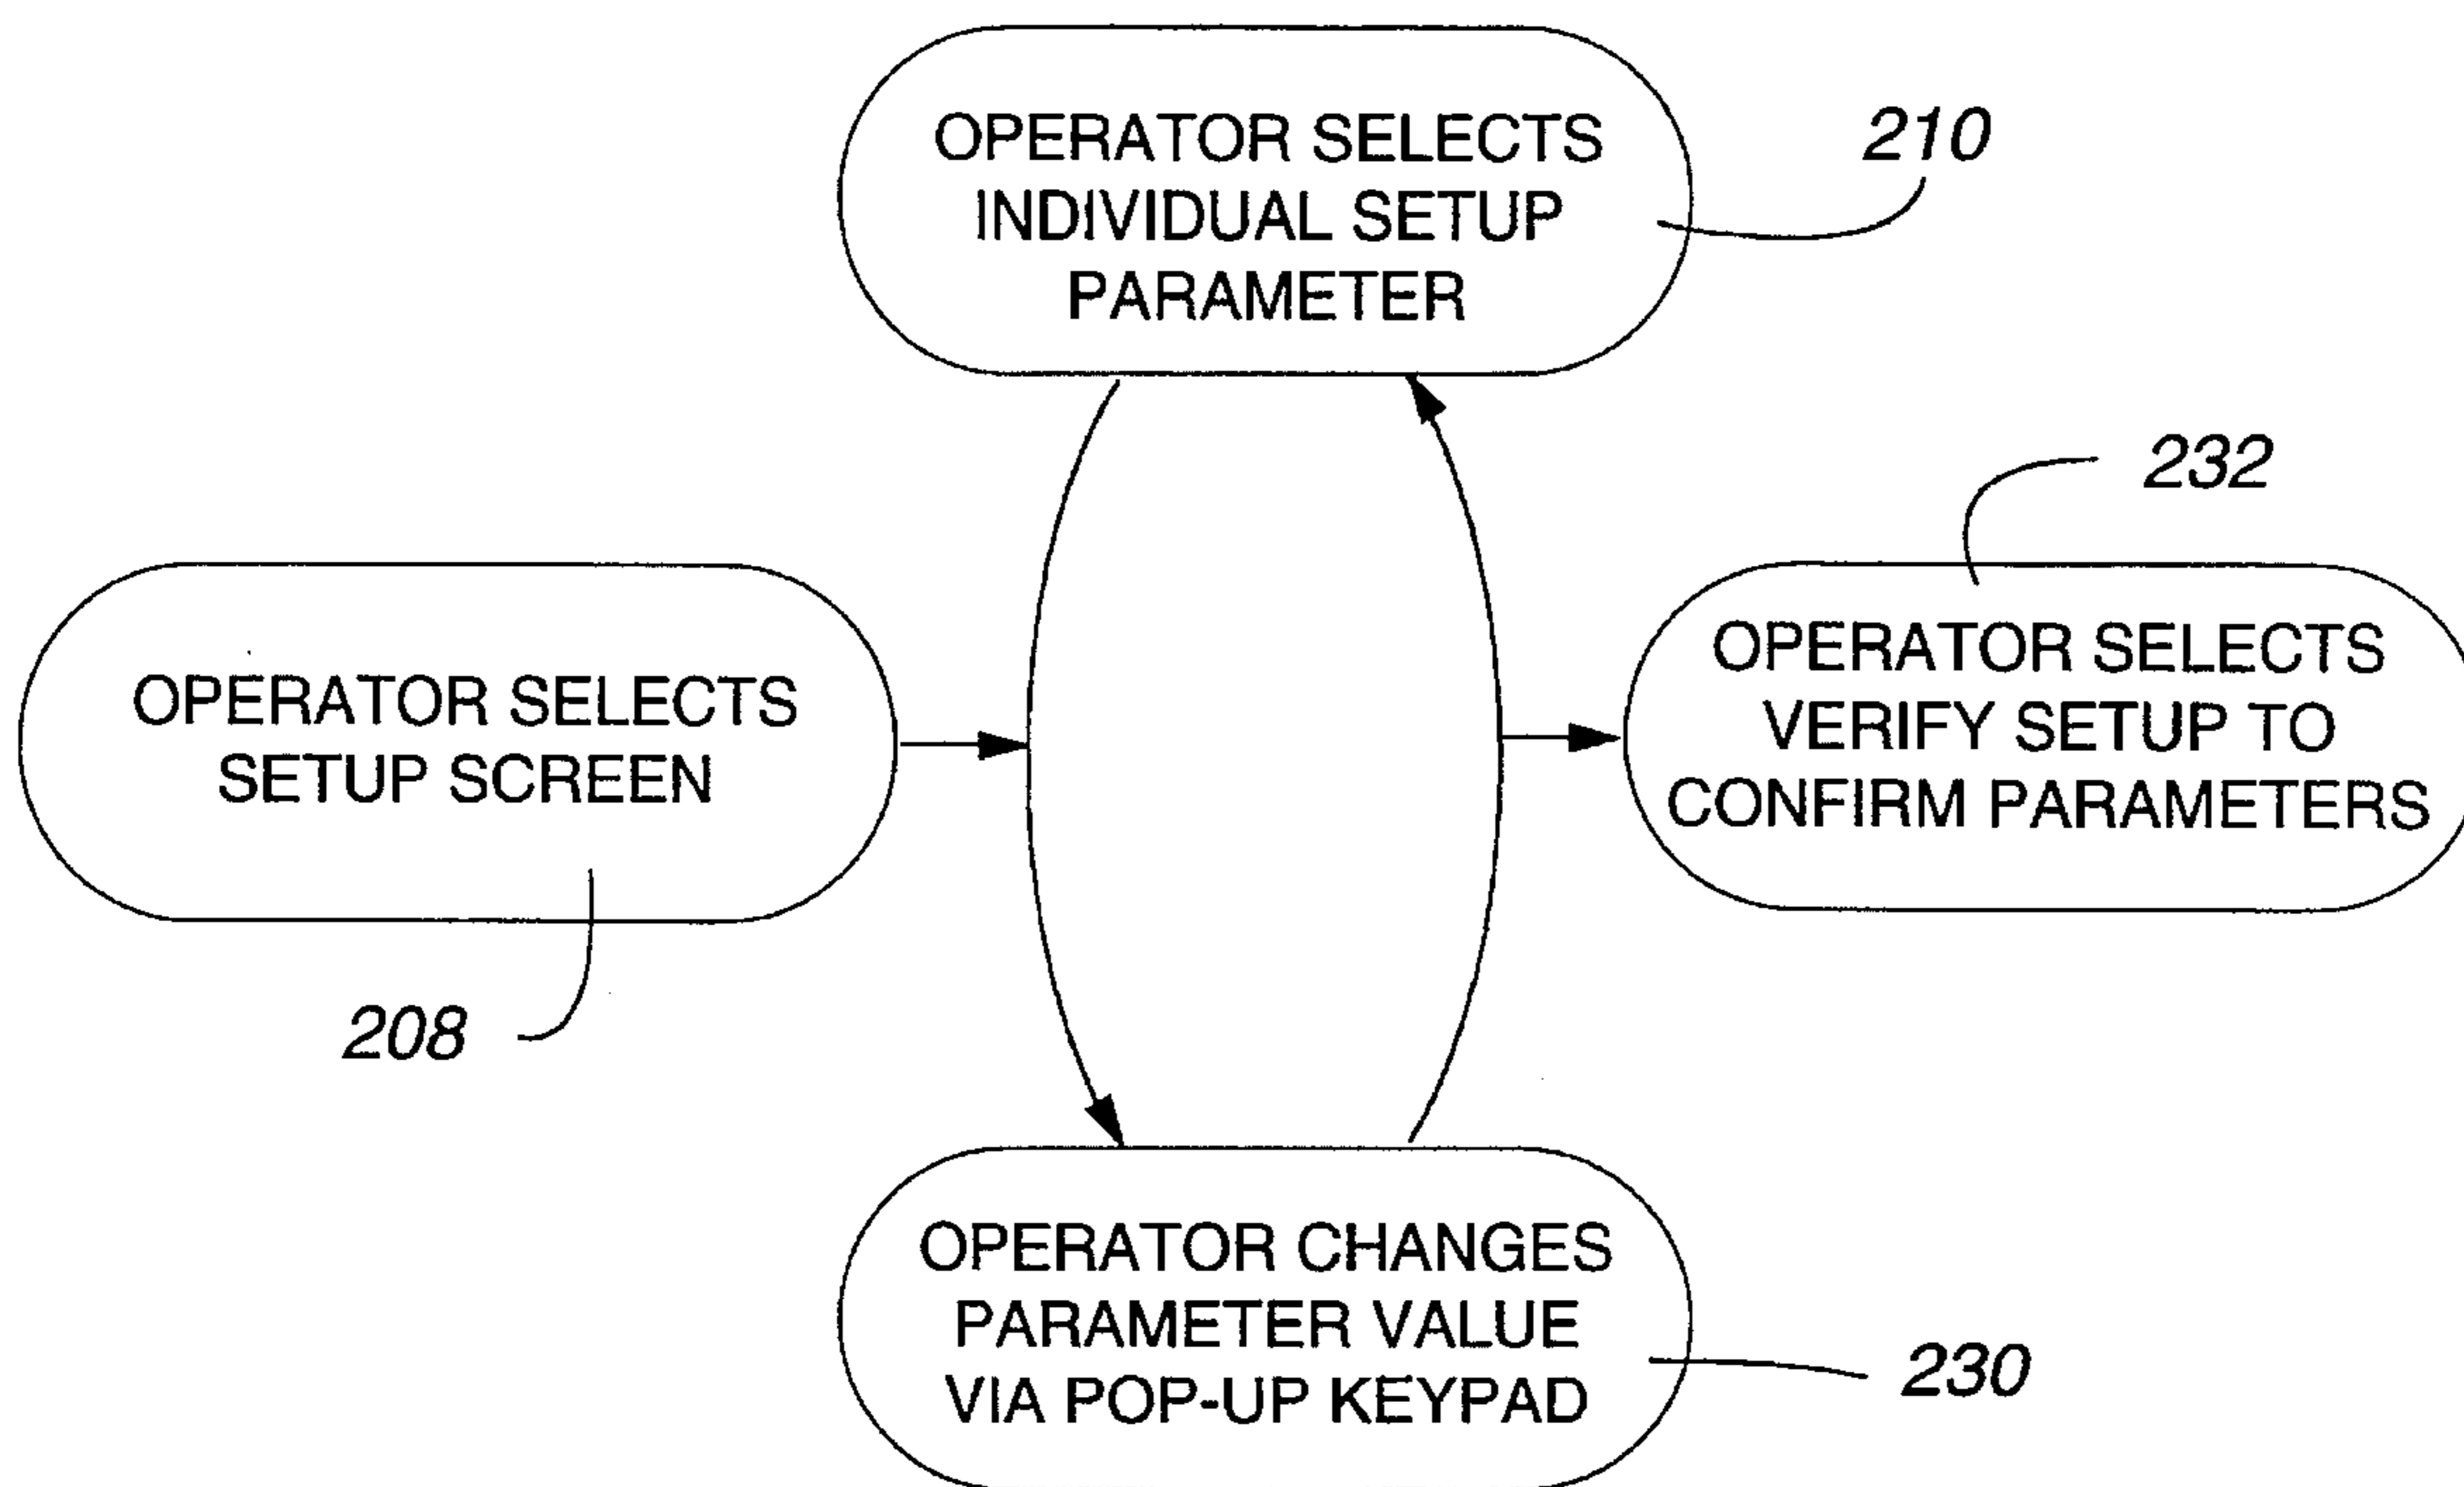 OPERATOR SELECTS
INDIVIDUAL SETUP
PARAMETER
210
232
OPERATOR SELECTS
SETUP SCREEN
208
OPERATOR SELECTS
VERIFY SETUP TO
CONFIRM PARAMETERS
OPERATOR CHANGES
PARAMETER VALUE
VIA POP-UP KEYPAD
230